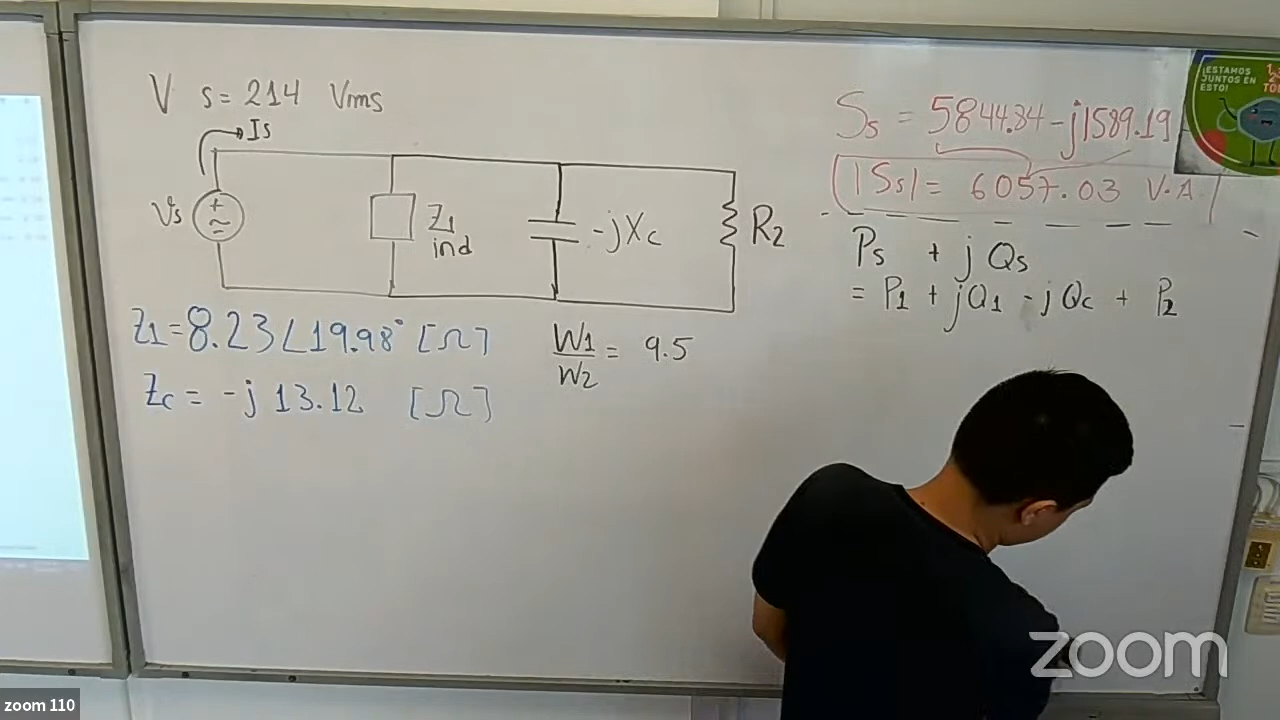 V s = 214 Vrms
Is
Vs
+
~
Z1
ind
-jXc
R2
Z1 = 8.23∠19.98° [Ω]
Zc = -j 13.12 [Ω]
W1/W2 = 9.5
Ss = 5844.84 - j1589.19
|Ss| = 6057.03 V.A
Ps + j Qs
= P1 + jQ1 - jQc + P2
¡ESTAMOS
JUNTOS EN
ESTO!
zoom
zoom 110